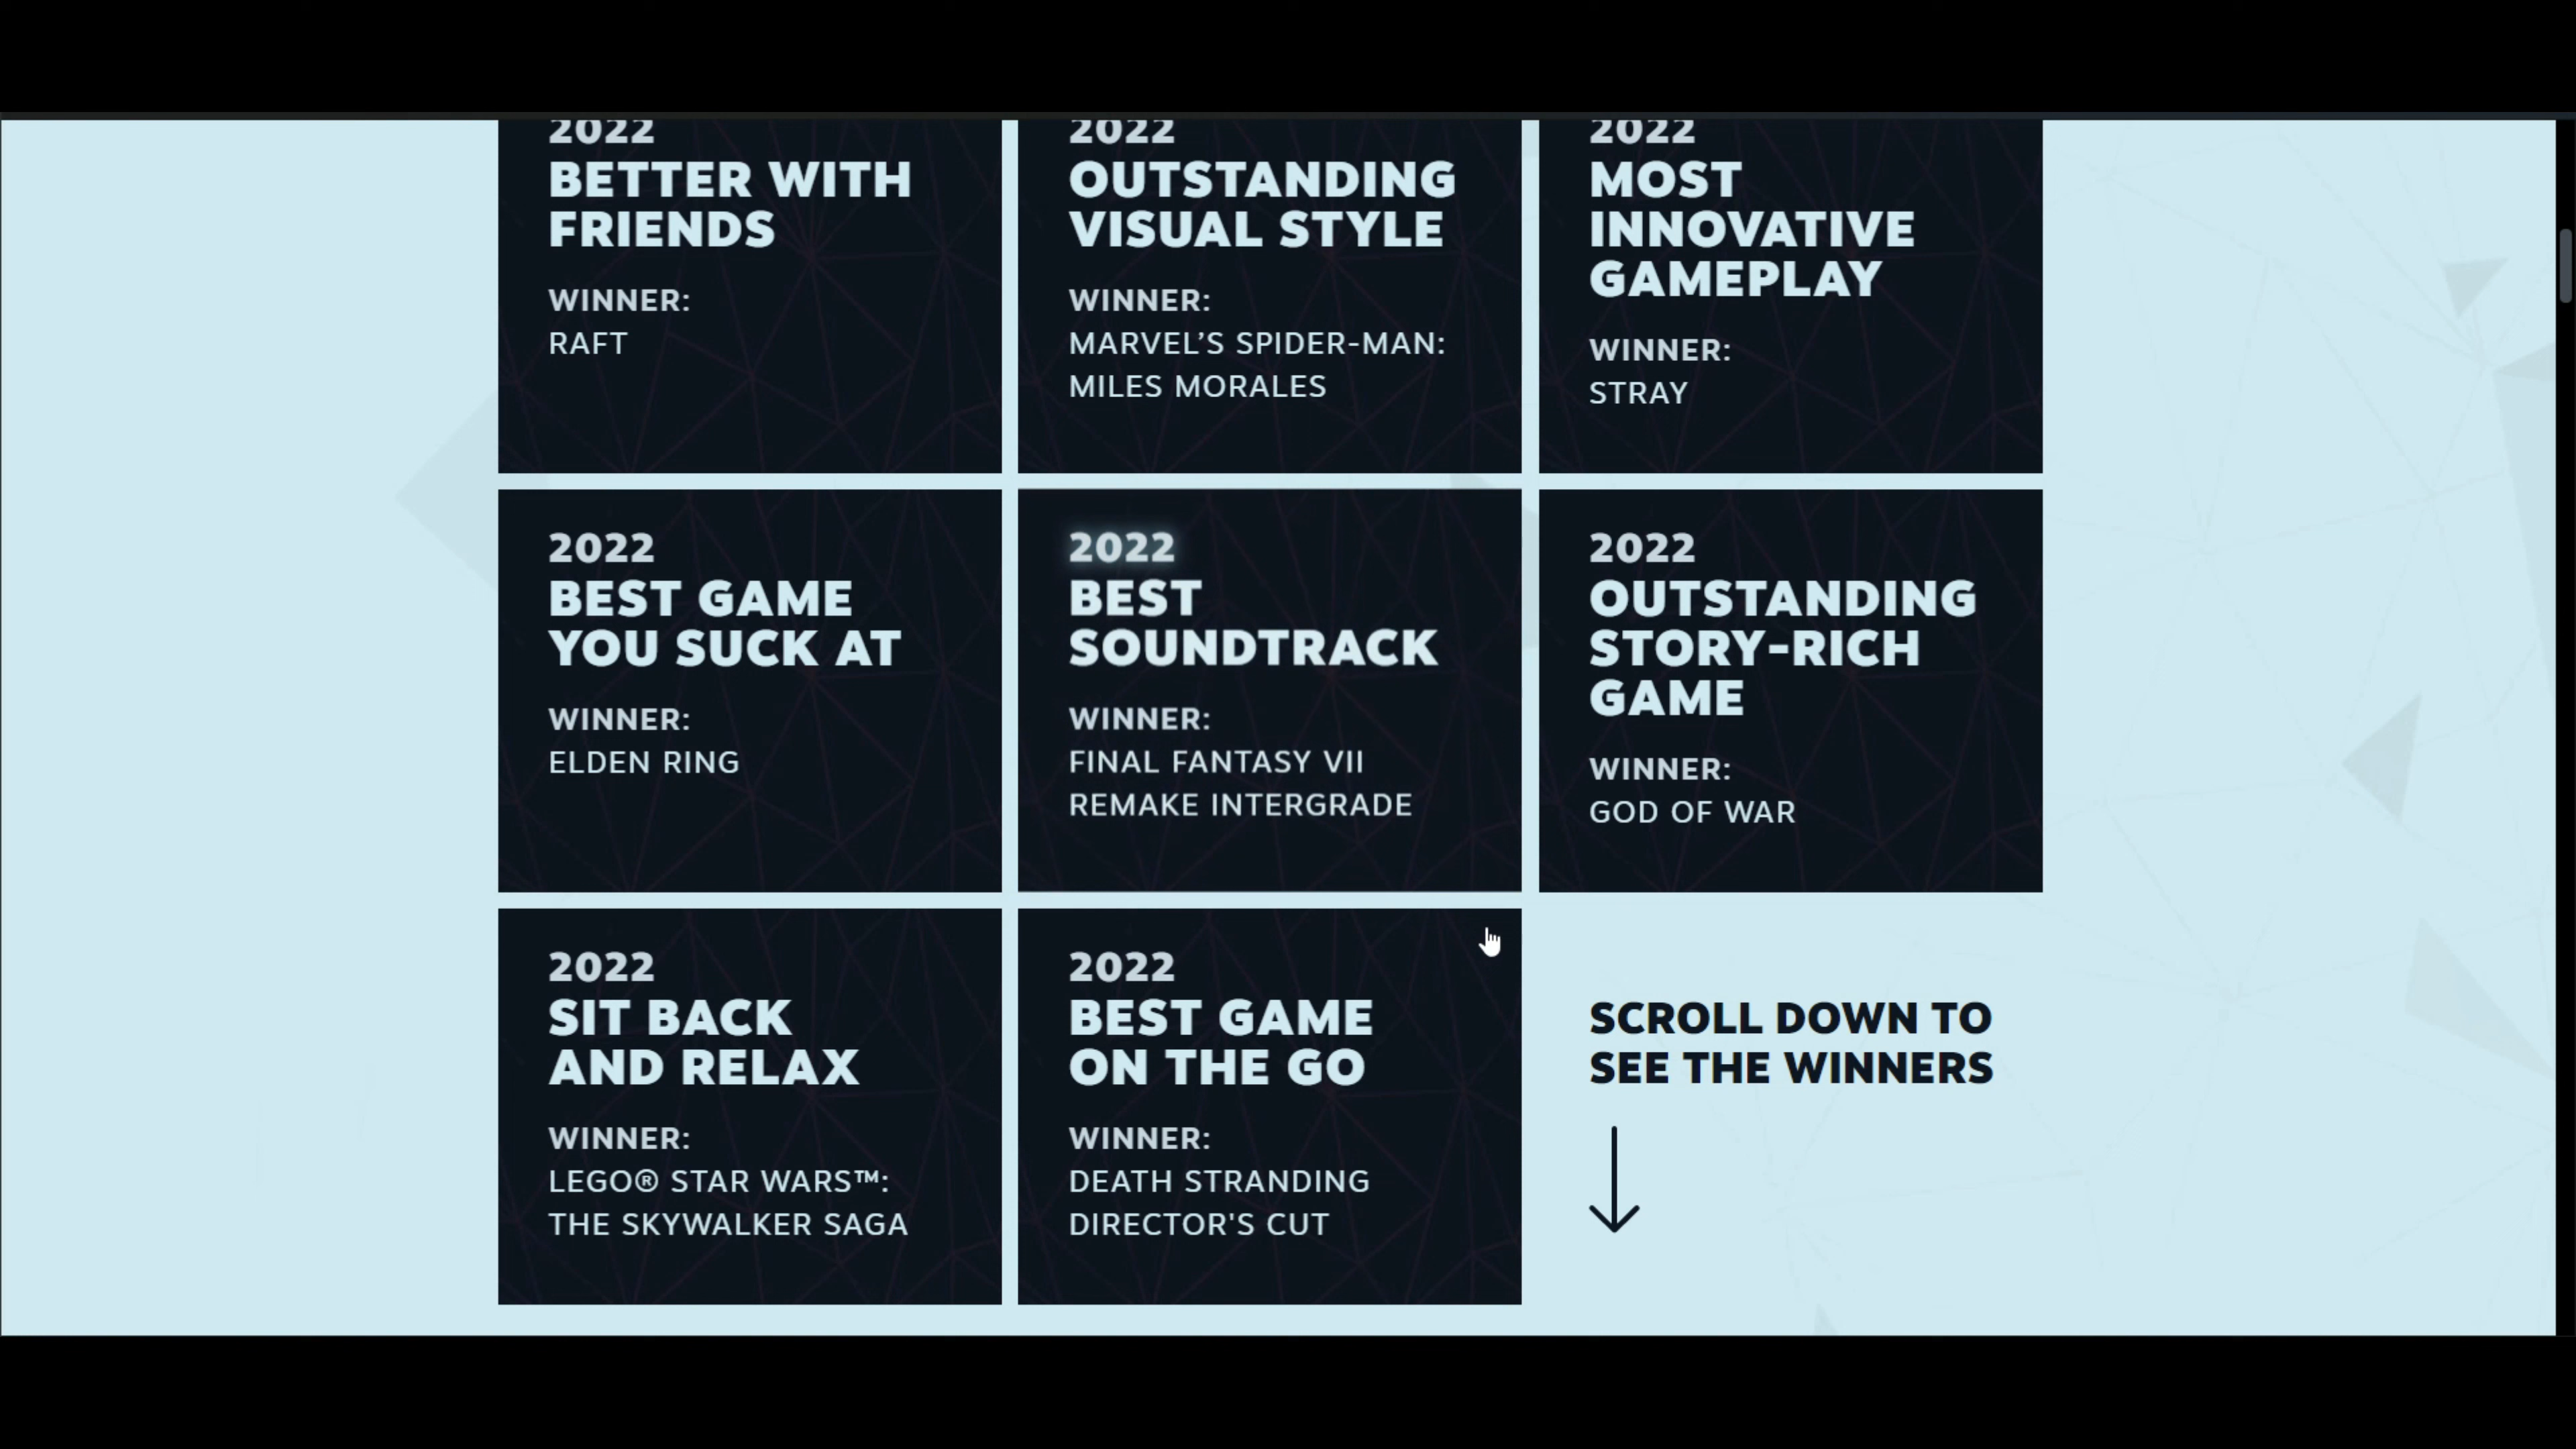 2022
BETTER WITH
FRIENDS
WINNER:
RAFT
2022
OUTSTANDING
VISUAL STYLE
WINNER:
MARVEL’S SPIDER-MAN:
MILES MORALES
2022
MOST
INNOVATIVE
GAMEPLAY
WINNER:
STRAY
2022
BEST GAME
YOU SUCK AT
WINNER:
ELDEN RING
2022
BEST
SOUNDTRACK
WINNER:
FINAL FANTASY VII
REMAKE INTERGRADE
2022
OUTSTANDING
STORY-RICH
GAME
WINNER:
GOD OF WAR
2022
SIT BACK
AND RELAX
WINNER:
LEGO® STAR WARS™:
THE SKYWALKER SAGA
2022
BEST GAME
ON THE GO
WINNER:
DEATH STRANDING
DIRECTOR'S CUT
SCROLL DOWN TO
SEE THE WINNERS